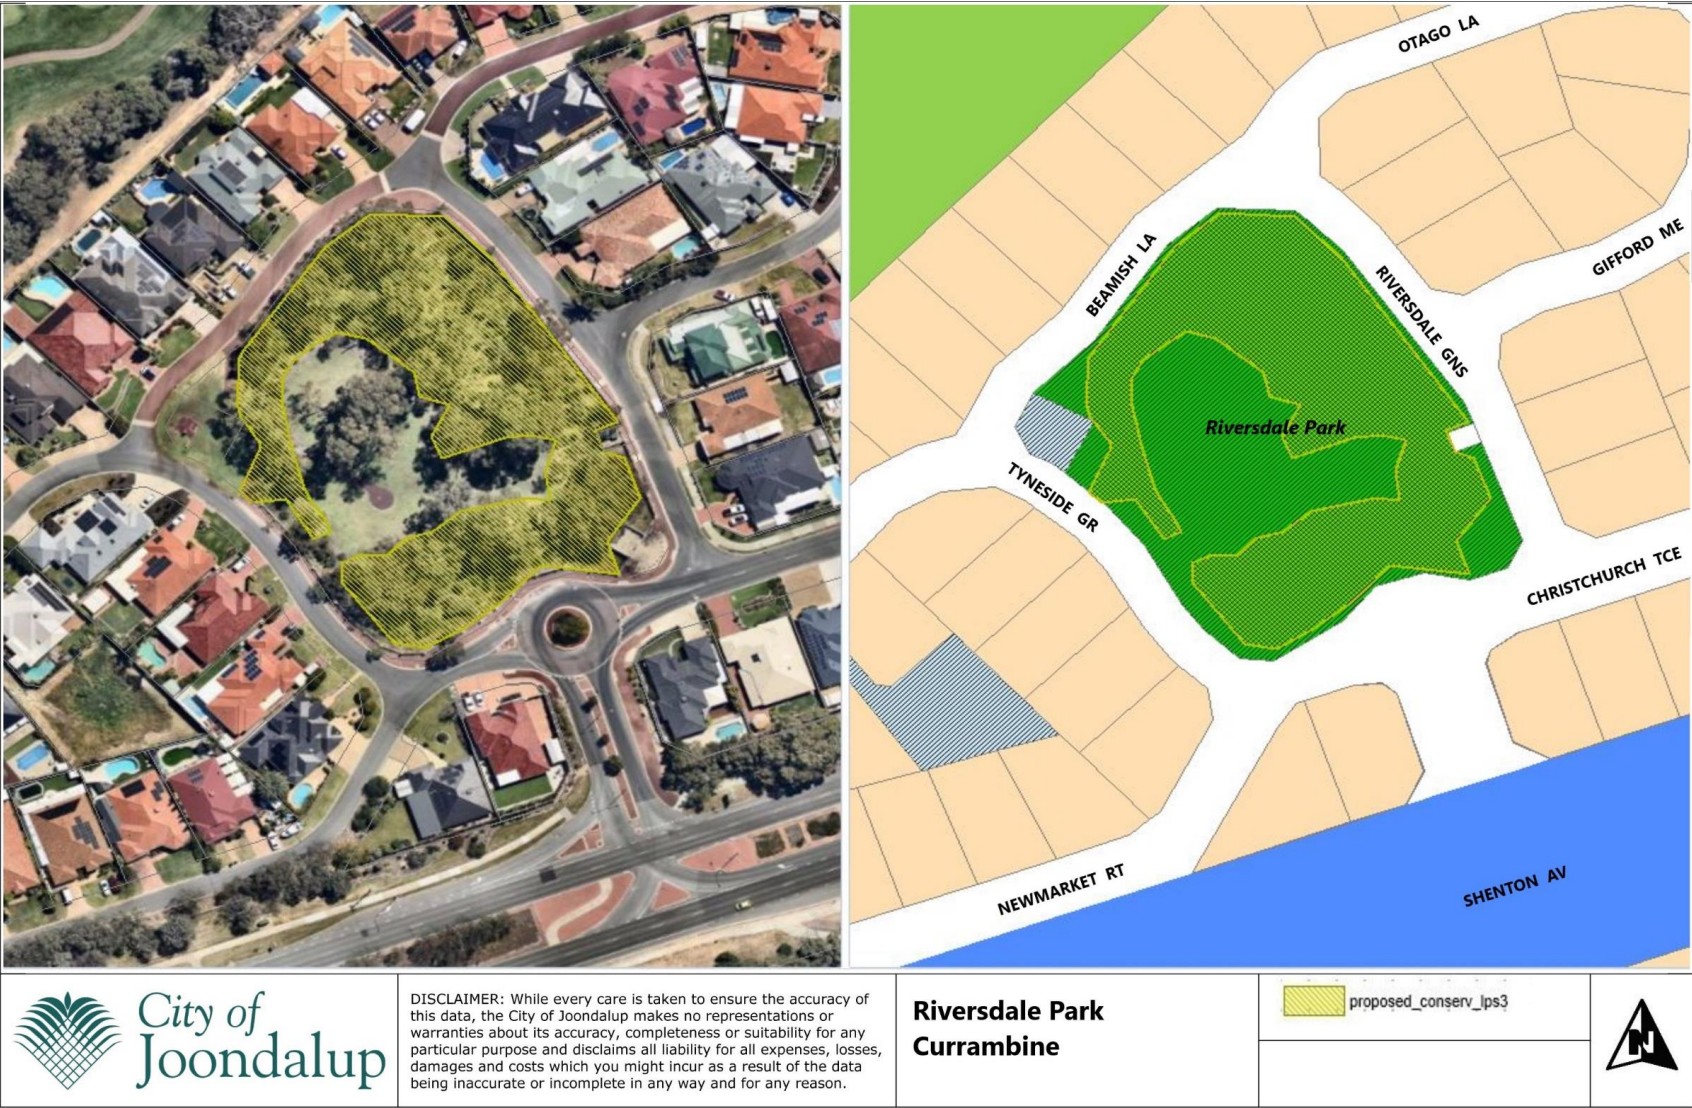 OTAGO LA
GIFFORD ME
BEAMISH LA
RIVERSDALE GNS
Riversdale Park
TYNESIDE GR
CHRISTCHURCH TCE
NEWMARKET RT
SHENTON AV
City of
Joondalup
DISCLAIMER: While every care is taken to ensure the accuracy of
this data, the City of Joondalup makes no representations or
warranties about its accuracy, completeness or suitability for any
particular purpose and disclaims all liability for all expenses, losses,
damages and costs which you might incur as a result of the data
being inaccurate or incomplete in any way and for any reason.
Riversdale Park
Currambine
proposed_conserv_lps3
N